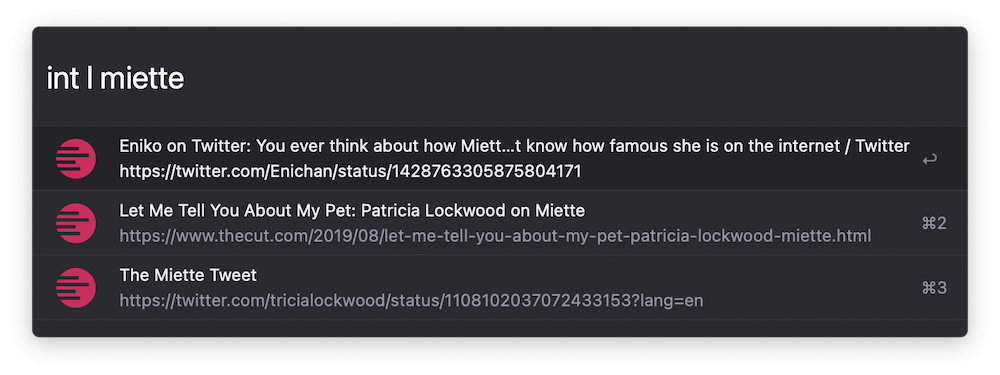 int l miette
Eniko on Twitter: You ever think about how Miett...t know how famous she is on the internet / Twitter
https://twitter.com/Enichan/status/1428763305875804171
↩
Let Me Tell You About My Pet: Patricia Lockwood on Miette
https://www.thecut.com/2019/08/let-me-tell-you-about-my-pet-patricia-lockwood-miette.html
⌘2
The Miette Tweet
https://twitter.com/tricialockwood/status/1108102037072433153?lang=en
⌘3